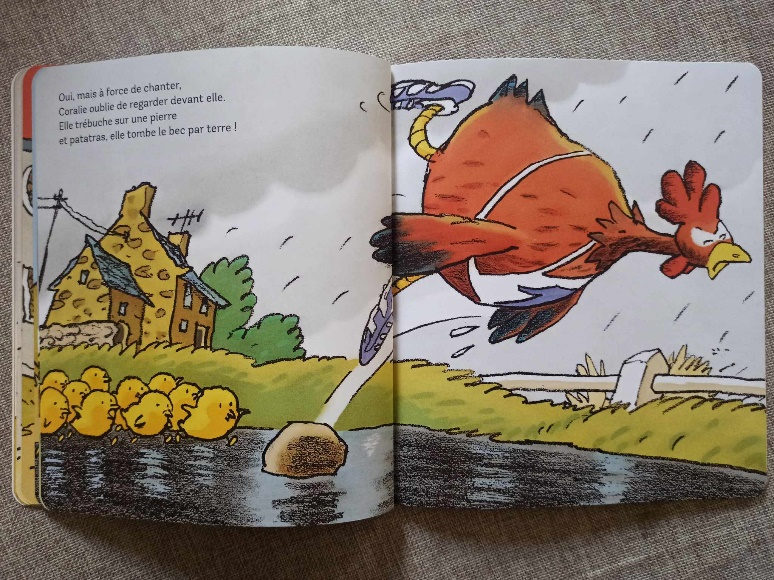 Oui, mais à force de chanter,
Coralie oublie de regarder devant elle.
Elle trébuche sur une pierre
et patatras, elle tombe le bec par terre !